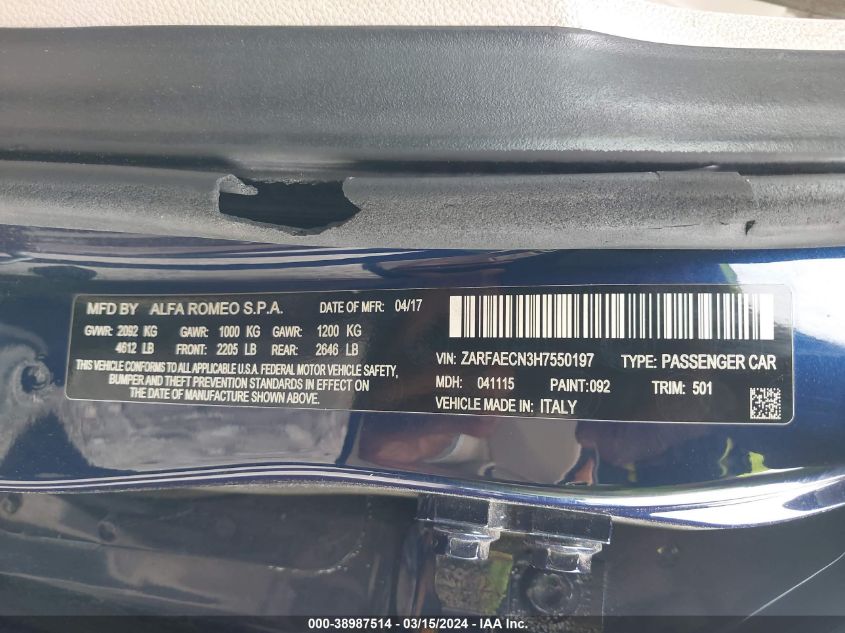 MFD BY ALFA ROMEO S.P.A. DATE OF MFR: 04/17
GVWR: 2092 KG GAWR: 1000 KG GAWR: 1200 KG
4612 LB FRONT: 2205 LB REAR: 2646 LB
THIS VEHICLE CONFORMS TO ALL APPLICABLE U.S.A. FEDERAL MOTOR VEHICLE SAFETY,
BUMPER AND THEFT PREVENTION STANDARDS IN EFFECT ON
THE DATE OF MANUFACTURE SHOWN ABOVE.
VIN: ZARFAECN3H7550197 TYPE: PASSENGER CAR
MDH: 041115 PAINT:092 TRIM: 501
VEHICLE MADE IN: ITALY
000-38987514 - 03/15/2024 - IAA Inc.